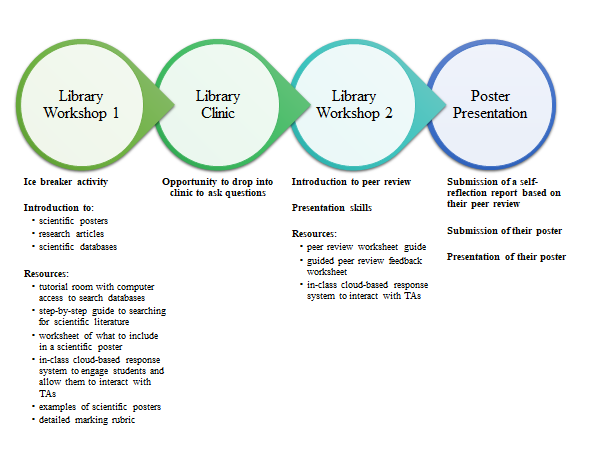 Library
Workshop 1
Library
Clinic
Library
Workshop 2
Poster
Presentation
Ice breaker activity
Introduction to:
• scientific posters
• research articles
• scientific databases
Resources:
• tutorial room with computer
access to search databases
• step-by-step guide to searching
for scientific literature
• worksheet of what to include
in a scientific poster
• in-class cloud-based response
system to engage students and
allow them to interact with
TAs
• examples of scientific posters
• detailed marking rubric
Opportunity to drop into
clinic to ask questions
Introduction to peer review
Presentation skills
Resources:
• peer review worksheet guide
• guided peer review feedback
worksheet
• in-class cloud-based response
system to interact with TAs
Submission of a self-
reflection report based on
their peer review
Submission of their poster
Presentation of their poster